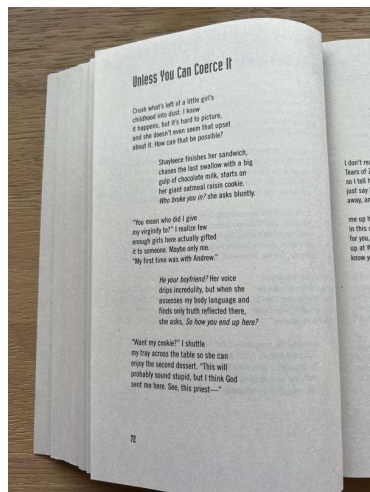 Unless You Can Coerce It
Crush what's left of a little girl's
childhood into dust. I know
it happens, but it's hard to picture,
and she doesn't even seem that upset
about it. How can that be possible?
Shayleece finishes her sandwich,
chases the last swallow with a big
gulp of chocolate milk, starts on
her giant oatmeal raisin cookie.
Who broke you in? she asks bluntly.
"You mean who did I give
my virginity to?" I realize few
enough girls here actually gifted
it to someone. Maybe only me.
"My first time was with Andrew."
He your boyfriend? Her voice
drips incredulity, but when she
assesses my body language and
finds only truth reflected there,
she asks, So how you end up here?
"Want my cookie?" I shuttle
my tray across the table so she can
enjoy the second dessert. "This will
probably sound stupid, but I think God
sent me here. See, this priest—"
72
I don't
Tears of
so I tell
just say
away,
me up
in this
for you,
up at
know